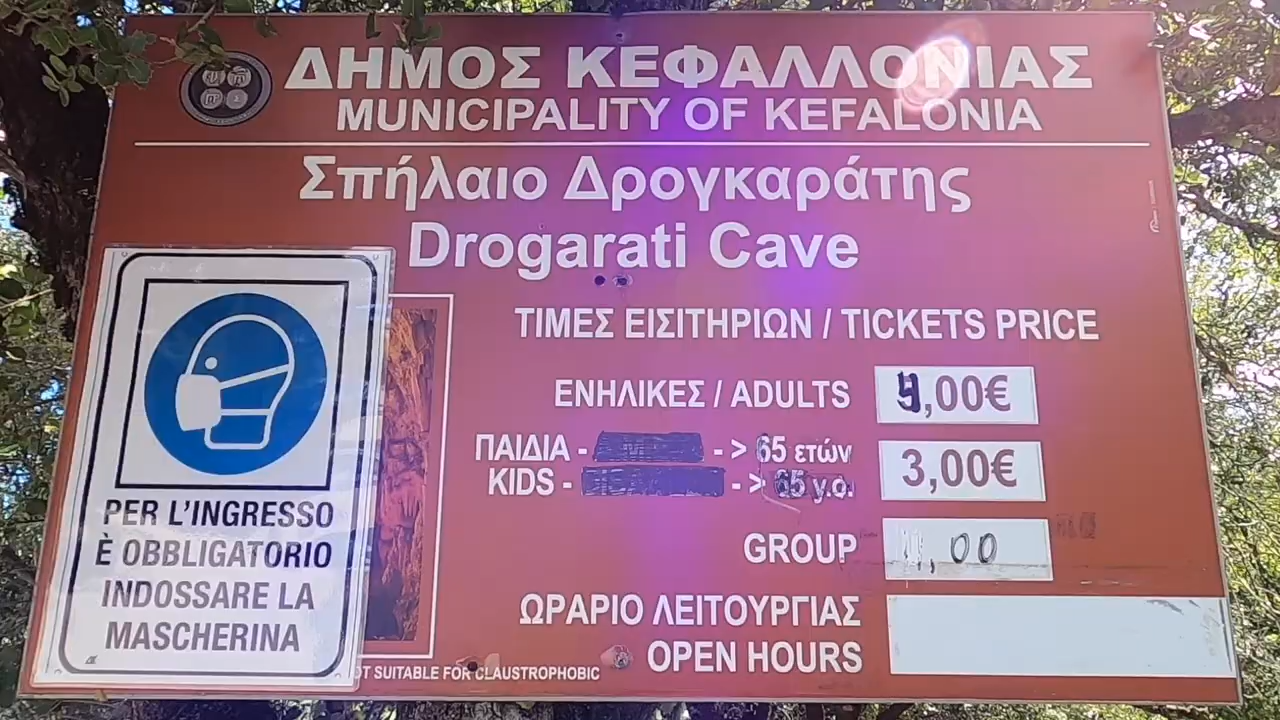 ΔΗΜΟΣ ΚΕΦΑΛΛΟΝΙΑΣ
MUNICIPALITY OF KEFALONIA
Σπήλαιο Δρογκαράτης
Drogarati Cave
ΤΙΜΕΣ ΕΙΣΙΤΗΡΙΩΝ / TICKETS PRICE
ΕΝΗΛΙΚΕΣ / ADULTS ,00€
ΠΑΙΔΙΑ - - > 65 ετών
KIDS - - > 65 y.o.
3,00€
GROUP ,00
ΩΡΑΡΙΟ ΛΕΙΤΟΥΡΓΙΑΣ
OPEN HOURS
SUITABLE FOR CLAUSTROPHOBIC
PER L'INGRESSO
È OBBLIGATORIO
INDOSSARE LA
MASCHERINA